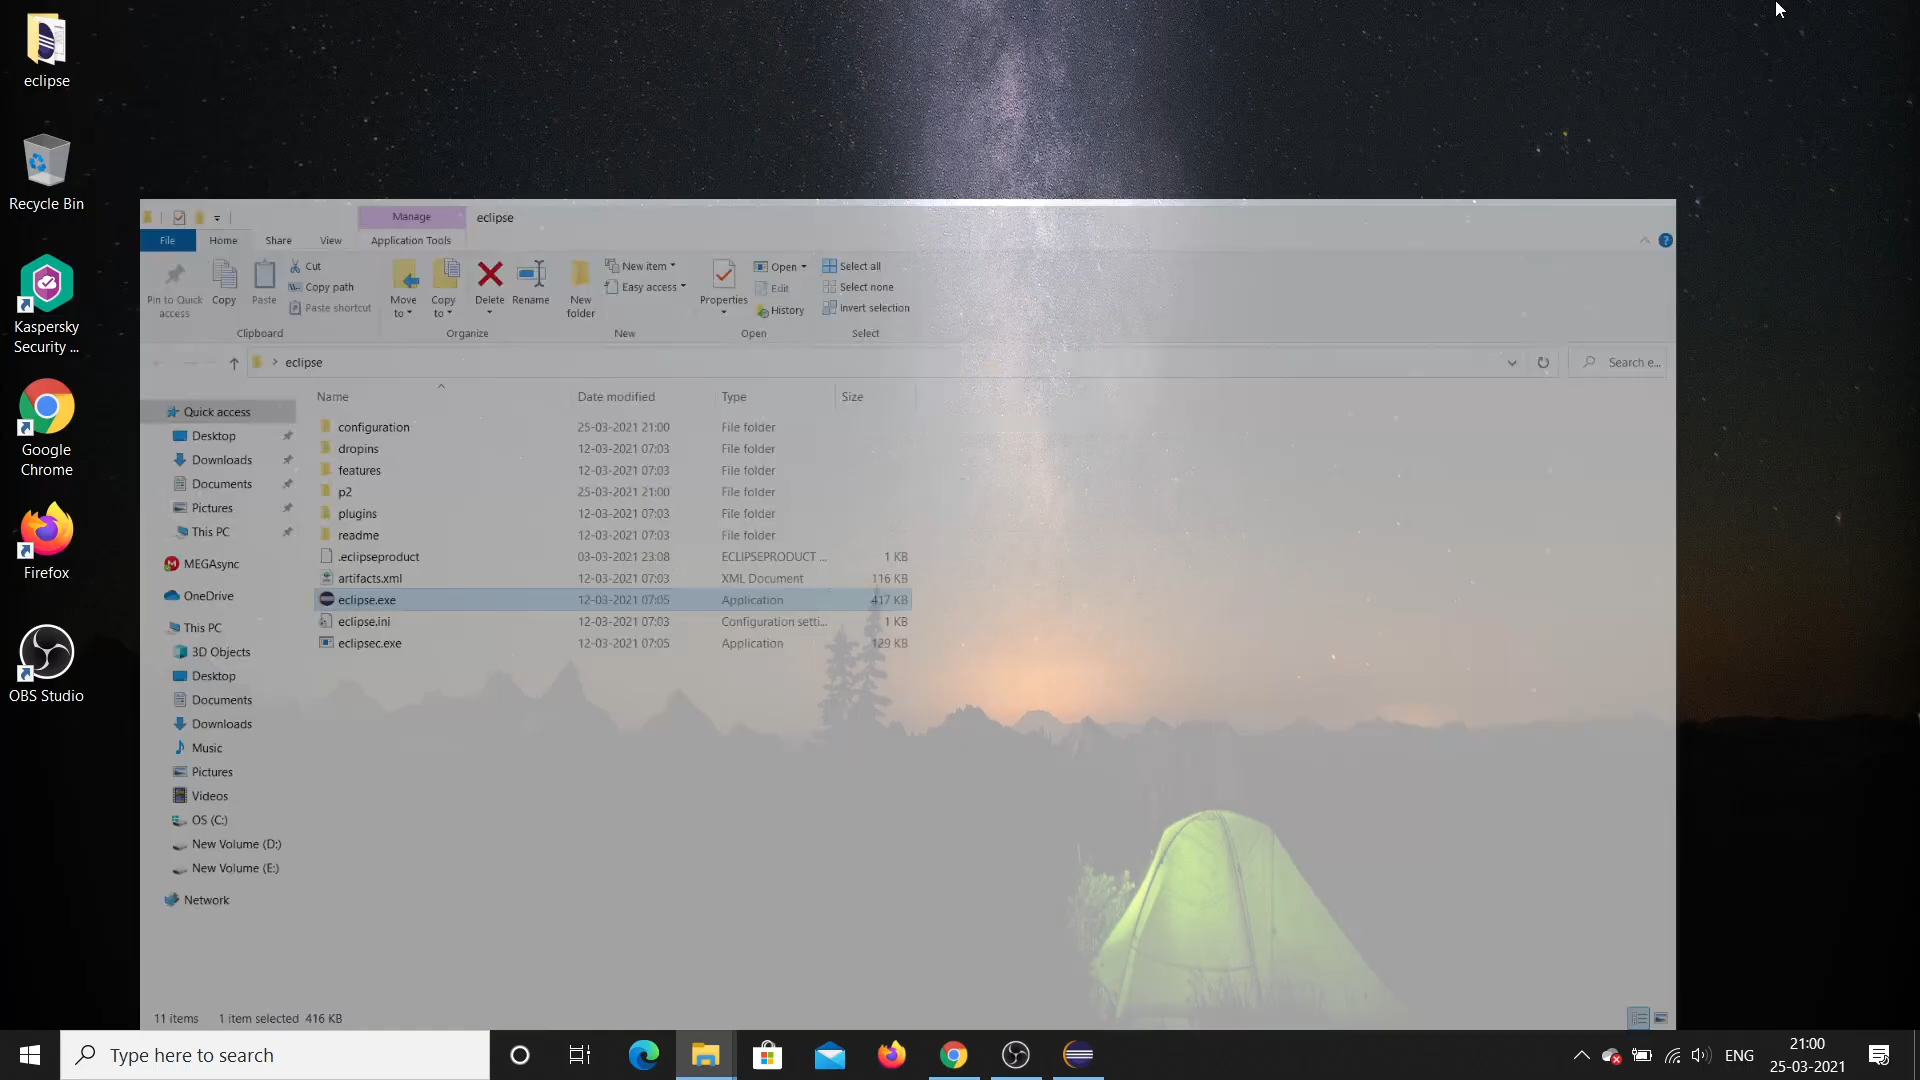 eclipse
Recycle Bin
Kaspersky
Security ...
Google
Chrome
Firefox
OBS Studio
Manage
eclipse
File
Home
Share
View
Application Tools
Pin to Quick
access
Copy
Paste
Cut
Copy path
Paste shortcut
Clipboard
Move
to
Copy
to
Delete
Rename
Organize
New
folder
New item
Easy access
New
Properties
Open
Edit
History
Open
Select all
Select none
Invert selection
Select
eclipse
Search e...
Name
Date modified
Type
Size
configuration 25-03-2021 21:00 File folder
dropins 12-03-2021 07:03 File folder
features 12-03-2021 07:03 File folder
p2 25-03-2021 21:00 File folder
plugins 12-03-2021 07:03 File folder
readme 12-03-2021 07:03 File folder
.eclipseproduct 03-03-2021 23:08 ECLIPSEPRODUCT ... 1 KB
artifacts.xml 12-03-2021 07:03 XML Document 116 KB
eclipse.exe 12-03-2021 07:05 Application 417 KB
eclipse.ini 12-03-2021 07:03 Configuration setti... 1 KB
eclipsec.exe 12-03-2021 07:05 Application 129 KB
Quick access
Desktop
Downloads
Documents
Pictures
This PC
MEGAsync
OneDrive
This PC
3D Objects
Desktop
Documents
Downloads
Music
Pictures
Videos
OS (C:)
New Volume (D:)
New Volume (E:)
Network
11 items 1 item selected 416 KB
Type here to search
ENG
21:00
25-03-2021